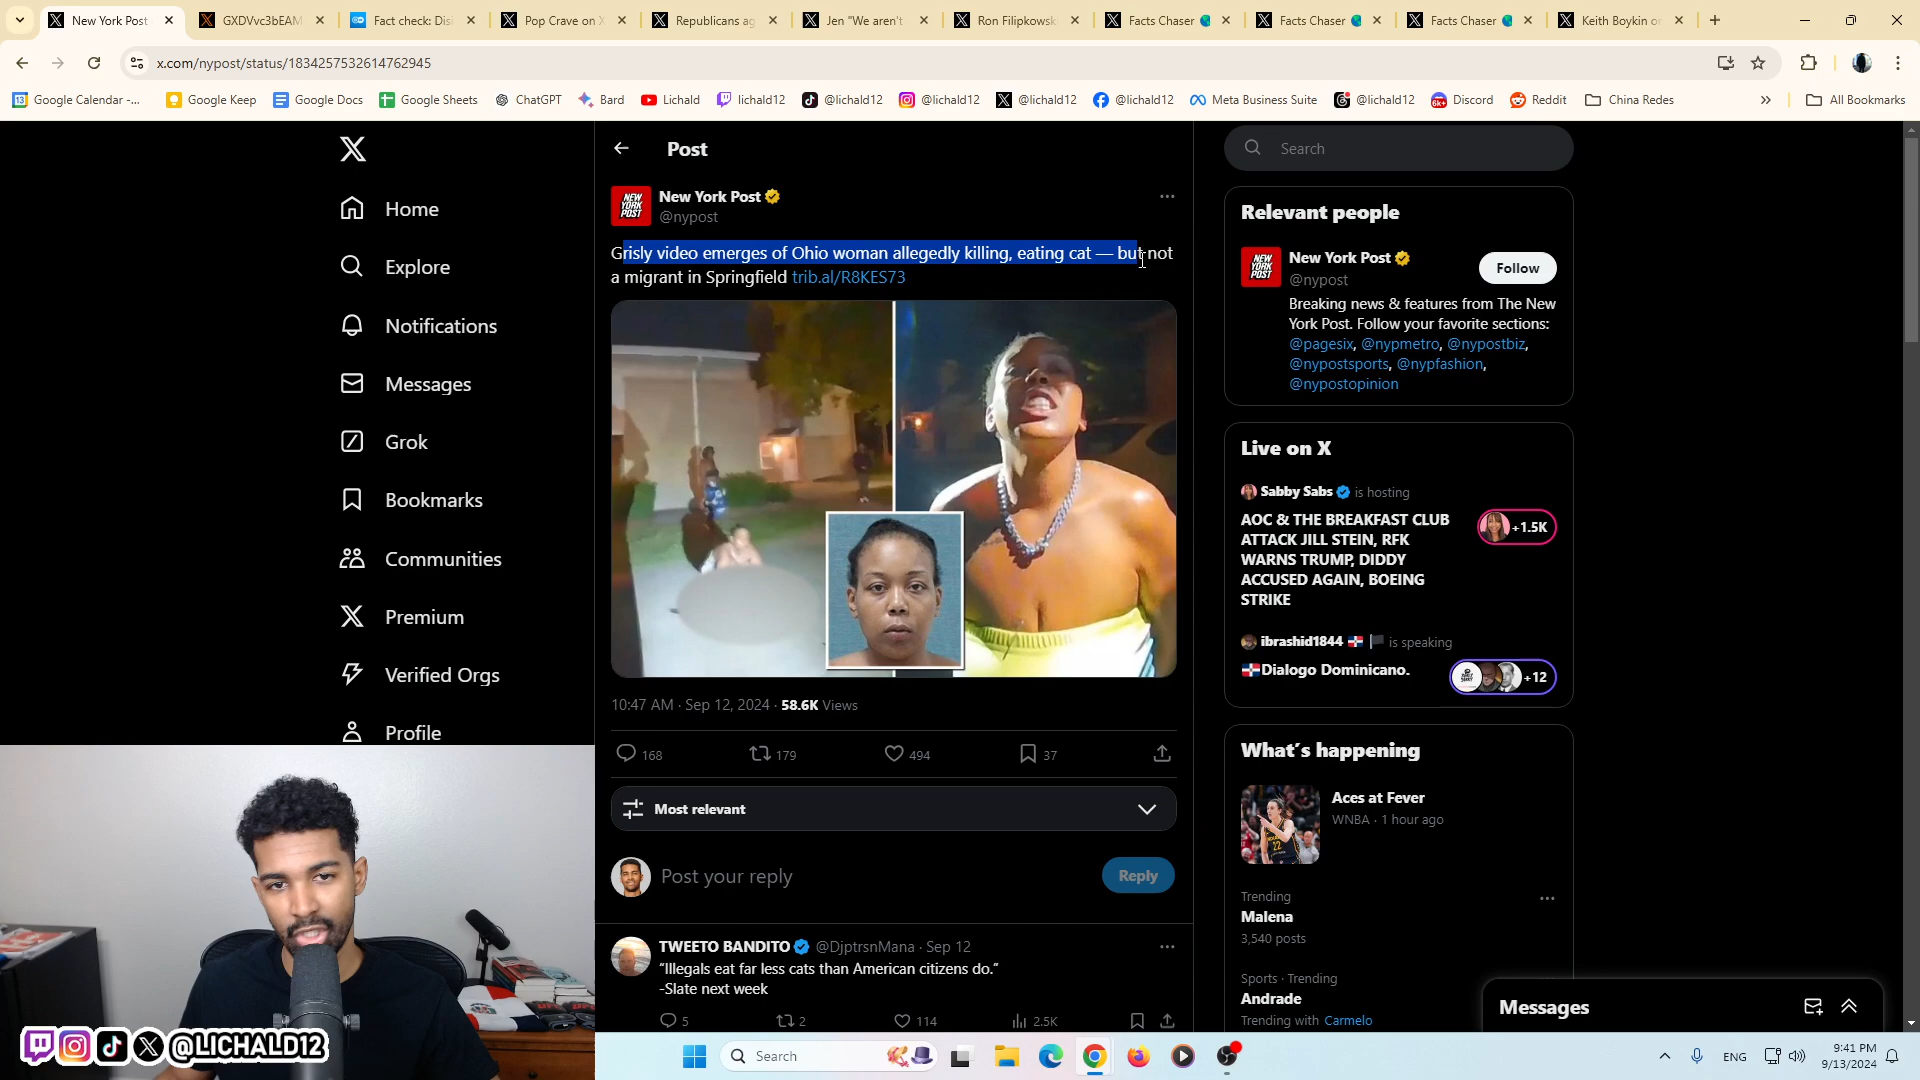 New York Post
GXDVvc3bEAM
Fact check: Dis
Pop Crave on X
Republicans ag
Jen "We aren't
Ron Filipkowsk
Facts Chaser
Facts Chaser
Facts Chaser
Keith Boykin or
x.com/nypost/status/1834257532614762945
Google Calendar -...
Google Keep
Google Docs
Google Sheets
ChatGPT
Bard
Lichald
lichald12
@lichald12
@lichald12
@lichald12
@lichald12
Meta Business Suite
@lichald12
6k+
Discord
Reddit
China Redes
All Bookmarks
Home
Explore
Notifications
Messages
Grok
Bookmarks
Communities
Premium
Verified Orgs
Profile
Post
NEW YORK POST
New York Post
@nypost
Grisly video emerges of Ohio woman allegedly killing, eating cat — but not
a migrant in Springfield trib.al/R8KES73
10:47 AM · Sep 12, 2024 · 58.6K Views
168
179
494
37
Most relevant
Post your reply
Reply
TWEETO BANDITO @DjptrsnMana · Sep 12
“Illegals eat far less cats than American citizens do.”
-Slate next week
5
2
114
2.5K
Search
Relevant people
NEW YORK POST
New York Post
@nypost
Follow
Breaking news & features from The New
York Post. Follow your favorite sections:
@pagesix, @nypmetro, @nypostbiz,
@nypostsports, @nypfashion,
@nypostopinion
Live on X
Sabby Sabs is hosting
AOC & THE BREAKFAST CLUB
ATTACK JILL STEIN, RFK
WARNS TRUMP, DIDDY
ACCUSED AGAIN, BOEING
STRIKE
+1.5K
ibrashid1844 is speaking
Dialogo Dominicano.
+12
What’s happening
Aces at Fever
WNBA · 1 hour ago
Trending
Malena
3,540 posts
Sports · Trending
Andrade
Trending with Carmelo
Messages
@LICHALD12
Search
ENG
9:41 PM
9/13/2024